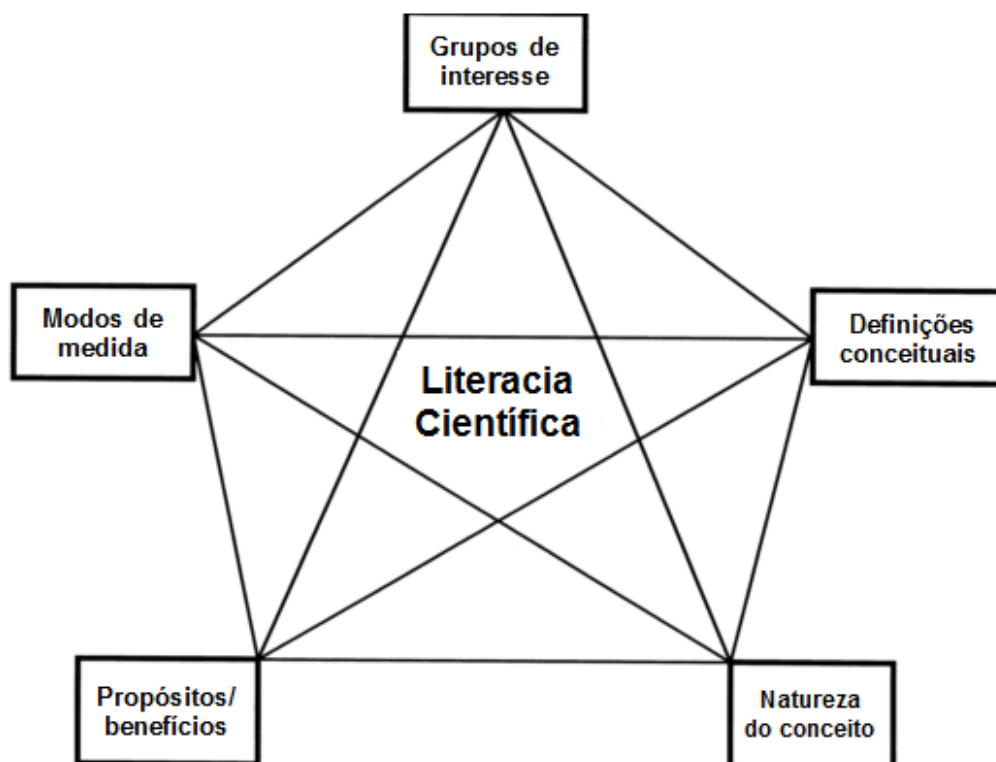 Grupos de
interesse
Modos de
medida
Definições
conceituais
Literacia
Científica
Propósitos/
benefícios
Natureza
do conceito